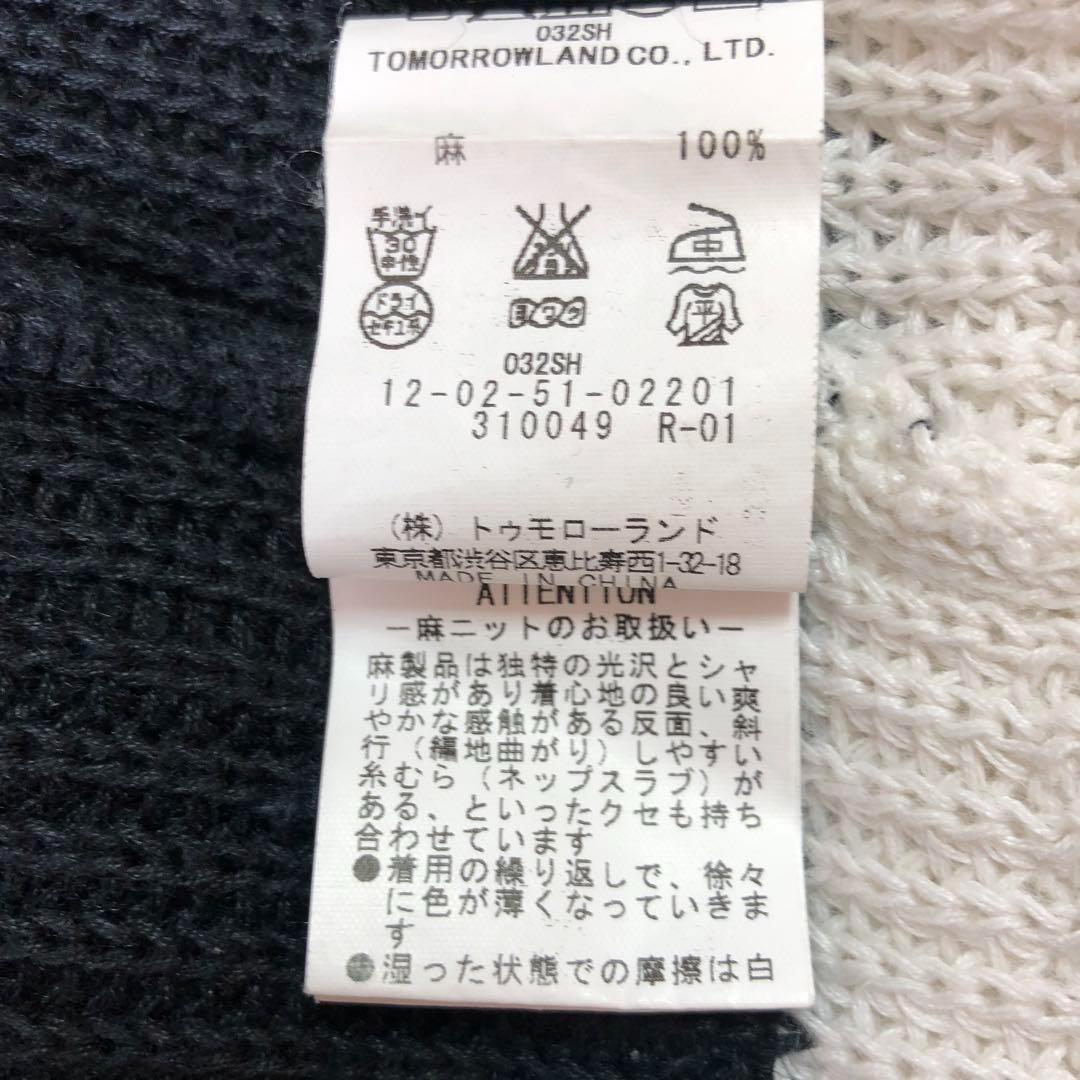 032SH
TOMORROWLAND CO., LTD.
麻 100%
手洗イ
30
中性
中
ドライ
セキユ系
ヨワク
平
032SH
12-02-51-02201
310049 R-01
(株) トゥモローランド
東京都渋谷区恵比寿西1-32-18
MADE IN CHINA
ATTENTION
ー麻ニットのお取扱いー
麻製品は独特の光沢とシャ
リ感があり着心地の良い爽
やかな感触がある反面、斜
行（編地曲がり）しやすい
糸むら（ネップスラブ）が
ある、といったクセも持ち
合わせています
●着用の繰り返しで、徐々
に色が薄くなっていきま
す
●湿った状態での摩擦は白